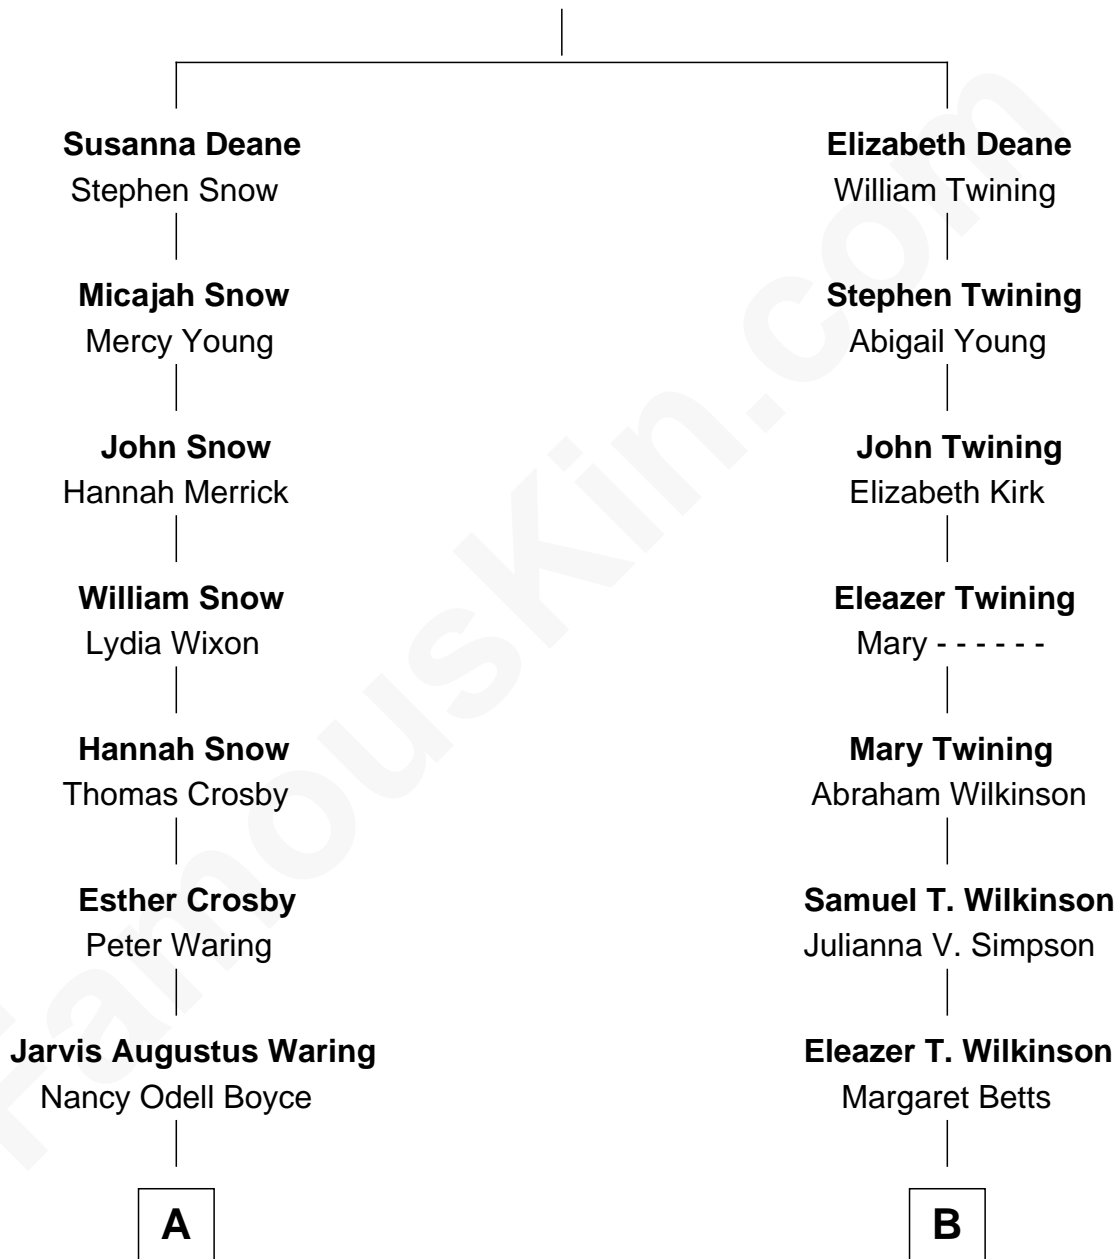 Susanna Deane
Stephen Snow
Elizabeth Deane
William Twining
Micajah Snow
Mercy Young
Stephen Twining
Abigail Young
John Snow
Hannah Merrick
John Twining
Elizabeth Kirk
William Snow
Lydia Wixon
Eleazer Twining
Mary - - - - - -
Hannah Snow
Thomas Crosby
Mary Twining
Abraham Wilkinson
Esther Crosby
Peter Waring
Samuel T. Wilkinson
Julianna V. Simpson
Jarvis Augustus Waring
Nancy Odell Boyce
Eleazer T. Wilkinson
Margaret Betts
A
B
FamousKin.com